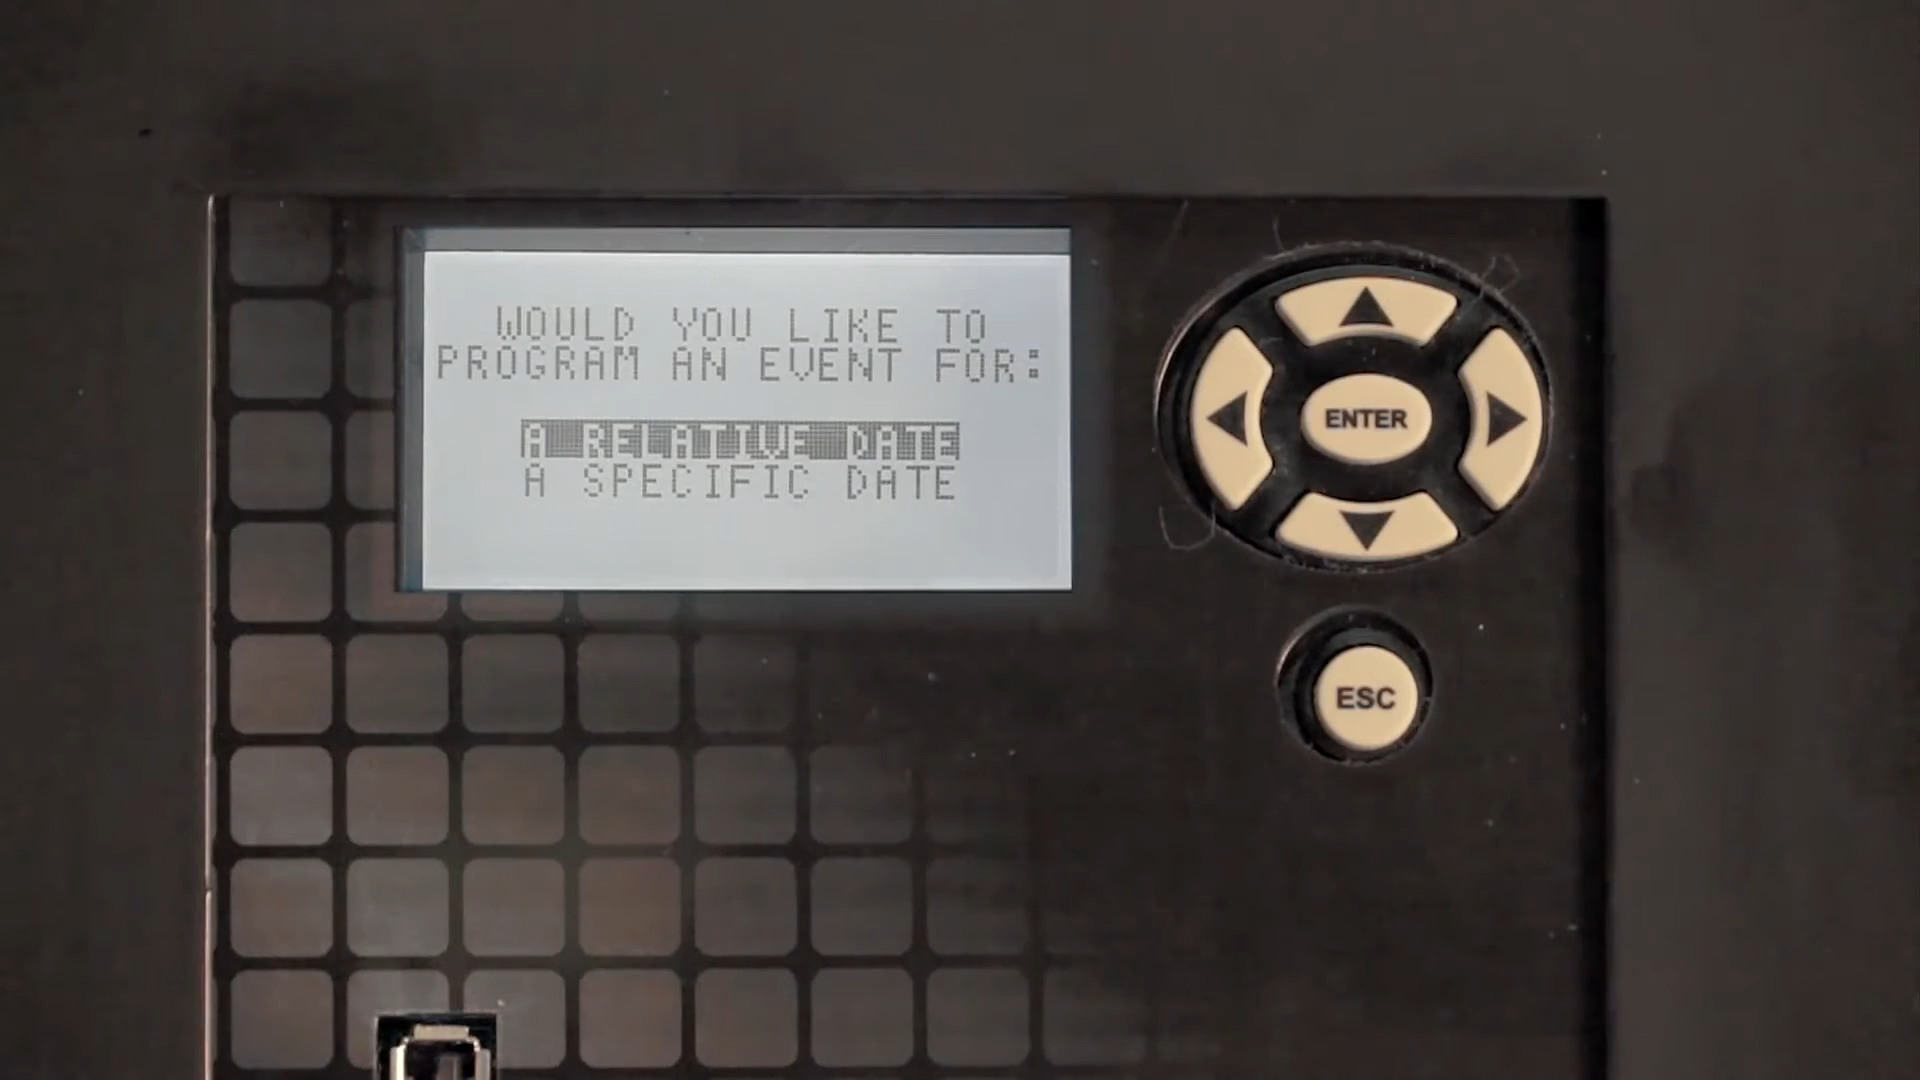 WOULD YOU LIKE TO
PROGRAM AN EVENT FOR:
A RELATIVE DATE
A SPECIFIC DATE
ENTER
ESC